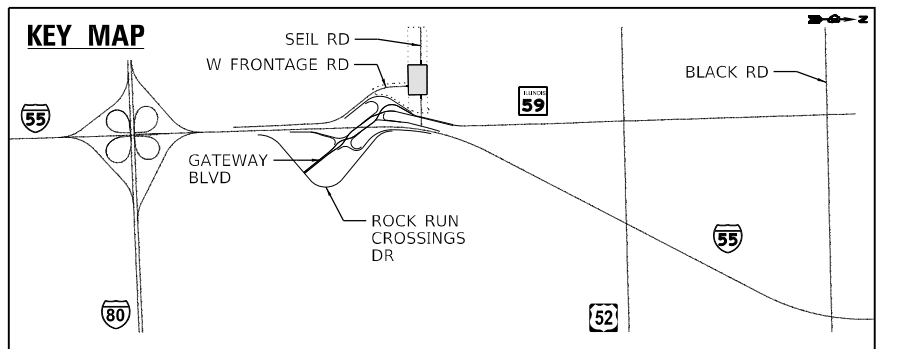 KEY MAP
N
SEIL RD
W FRONTAGE RD
BLACK RD
ILLINOIS
59
55
GATEWAY
BLVD
ROCK RUN
CROSSINGS
DR
55
80
52